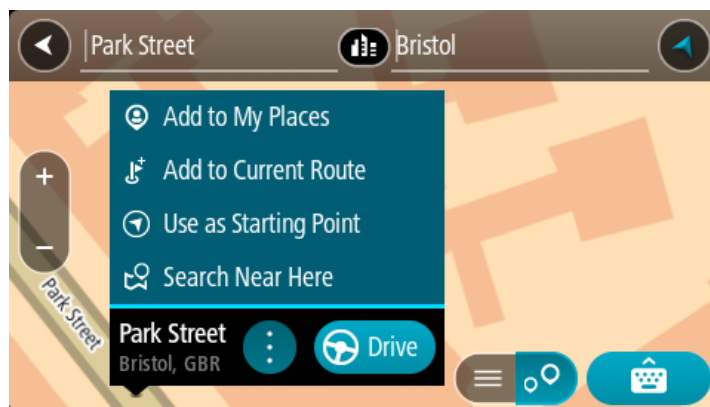 Park Street
Bristol
Add to My Places
Add to Current Route
Use as Starting Point
Search Near Here
Park Street
Park Street
Bristol, GBR
Drive